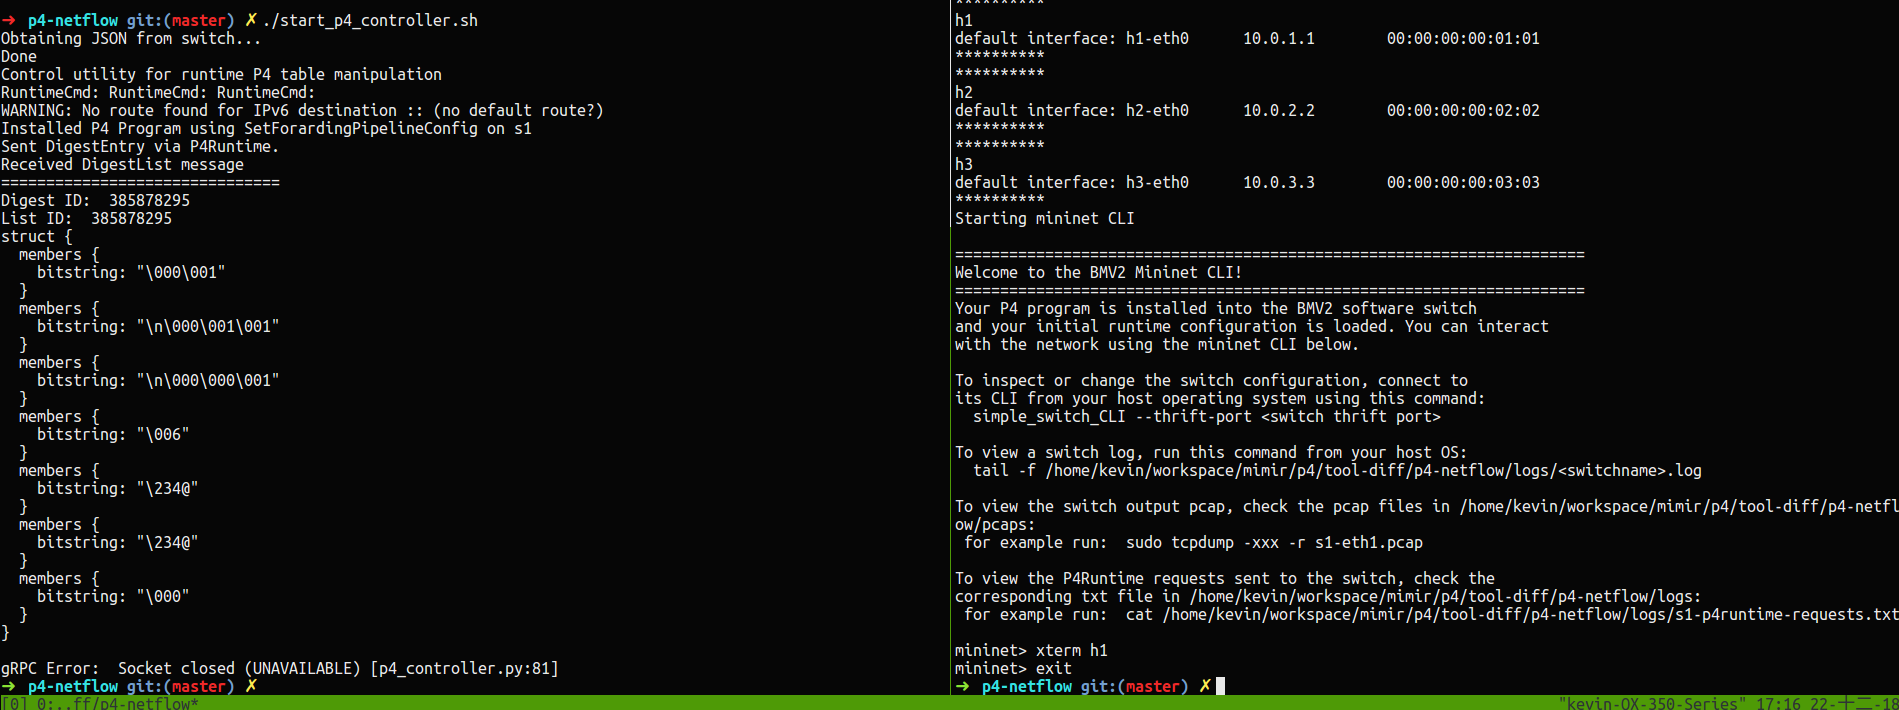 ➜  p4-netflow git:(master) ✗ ./start_p4_controller.sh
Obtaining JSON from switch...
Done
Control utility for runtime P4 table manipulation
RuntimeCmd: RuntimeCmd: RuntimeCmd:
WARNING: No route found for IPv6 destination :: (no default route?)
Installed P4 Program using SetForardingPipelineConfig on s1
Sent DigestEntry via P4Runtime.
Received DigestList message
===============================
Digest ID:  385878295
List ID:  385878295
struct {
  members {
    bitstring: "\000\001"
  }
  members {
    bitstring: "\n\000\001\001"
  }
  members {
    bitstring: "\n\000\000\001"
  }
  members {
    bitstring: "\006"
  }
  members {
    bitstring: "\234@"
  }
  members {
    bitstring: "\234@"
  }
  members {
    bitstring: "\000"
  }
}
gRPC Error:  Socket closed (UNAVAILABLE) [p4_controller.py:81]
➜  p4-netflow git:(master) ✗
**********
h1
default interface: h1-eth0      10.0.1.1        00:00:00:00:01:01
**********
**********
h2
default interface: h2-eth0      10.0.2.2        00:00:00:00:02:02
**********
**********
h3
default interface: h3-eth0      10.0.3.3        00:00:00:00:03:03
**********
Starting mininet CLI
======================================================================
Welcome to the BMV2 Mininet CLI!
======================================================================
Your P4 program is installed into the BMV2 software switch
and your initial runtime configuration is loaded. You can interact
with the network using the mininet CLI below.
To inspect or change the switch configuration, connect to
its CLI from your host operating system using this command:
  simple_switch_CLI --thrift-port <switch thrift port>
To view a switch log, run this command from your host OS:
  tail -f /home/kevin/workspace/mimir/p4/tool-diff/p4-netflow/logs/<switchname>.log
To view the switch output pcap, check the pcap files in /home/kevin/workspace/mimir/p4/tool-diff/p4-netfl
ow/pcaps:
 for example run:  sudo tcpdump -xxx -r s1-eth1.pcap
To view the P4Runtime requests sent to the switch, check the
corresponding txt file in /home/kevin/workspace/mimir/p4/tool-diff/p4-netflow/logs:
 for example run:  cat /home/kevin/workspace/mimir/p4/tool-diff/p4-netflow/logs/s1-p4runtime-requests.txt
mininet> xterm h1
mininet> exit
➜  p4-netflow git:(master) ✗
[0] 0:..ff/p4-netflow*
"kevin-OX-350-Series" 17:16 22-十二-18